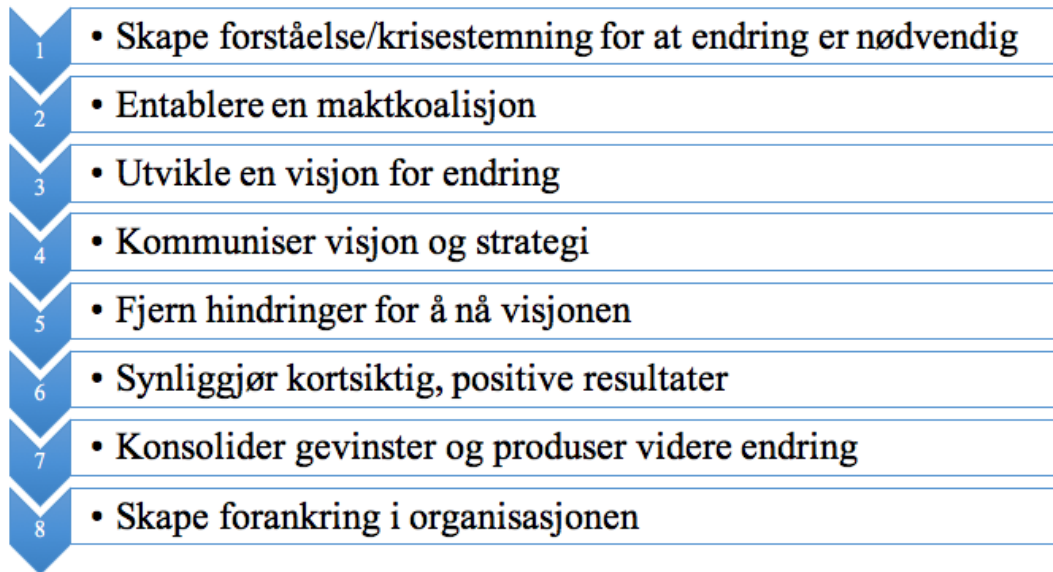 1 • Skape forståelse/krisestemning for at endring er nødvendig
2 • Entablere en maktkoalisjon
3 • Utvikle en visjon for endring
4 • Kommuniser visjon og strategi
5 • Fjern hindringer for å nå visjonen
6 • Synliggjør kortsiktig, positive resultater
7 • Konsolider gevinster og produser videre endring
8 • Skape forankring i organisasjonen